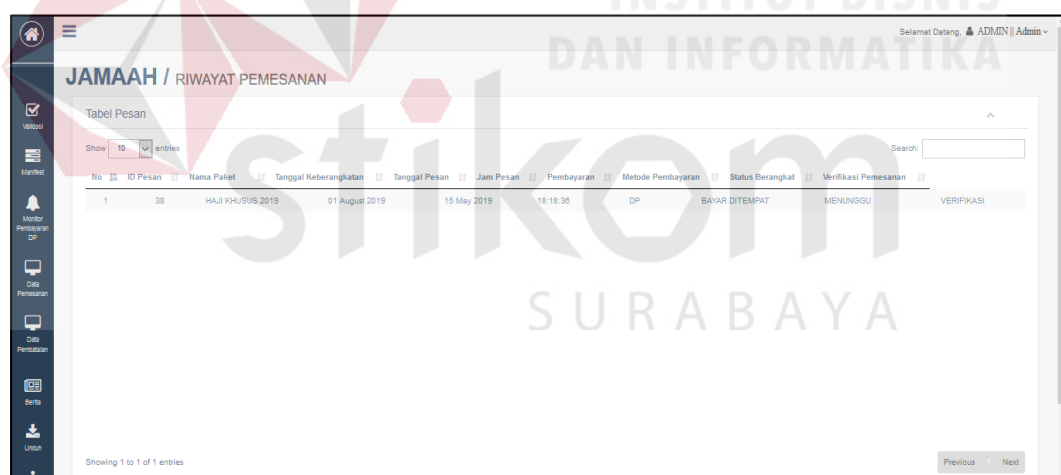 INSTITUT BISNIS
DAN INFORMATIKA
stikom
SURABAYA
Selamat Datang, ADMIN || Admin
JAMAAH / RIWAYAT PEMESANAN
Validasi
Manifest
Monitor
Pembayaran
DP
Data
Pemesanan
Data
Pembatalan
Berita
Unduh
Tabel Pesan
Show 10 entries
Search:
No ID Pesan Nama Paket Tanggal Keberangkatan Tanggal Pesan Jam Pesan Pembayaran Metode Pembayaran Status Berangkat Verifikasi Pemesanan
1 38 HAJI KHUSUS 2019 01 August 2019 15 May 2019 18:18:36 DP BAYAR DITEMPAT MENUNGGU VERIFIKASI
Showing 1 to 1 of 1 entries
Previous 1 Next